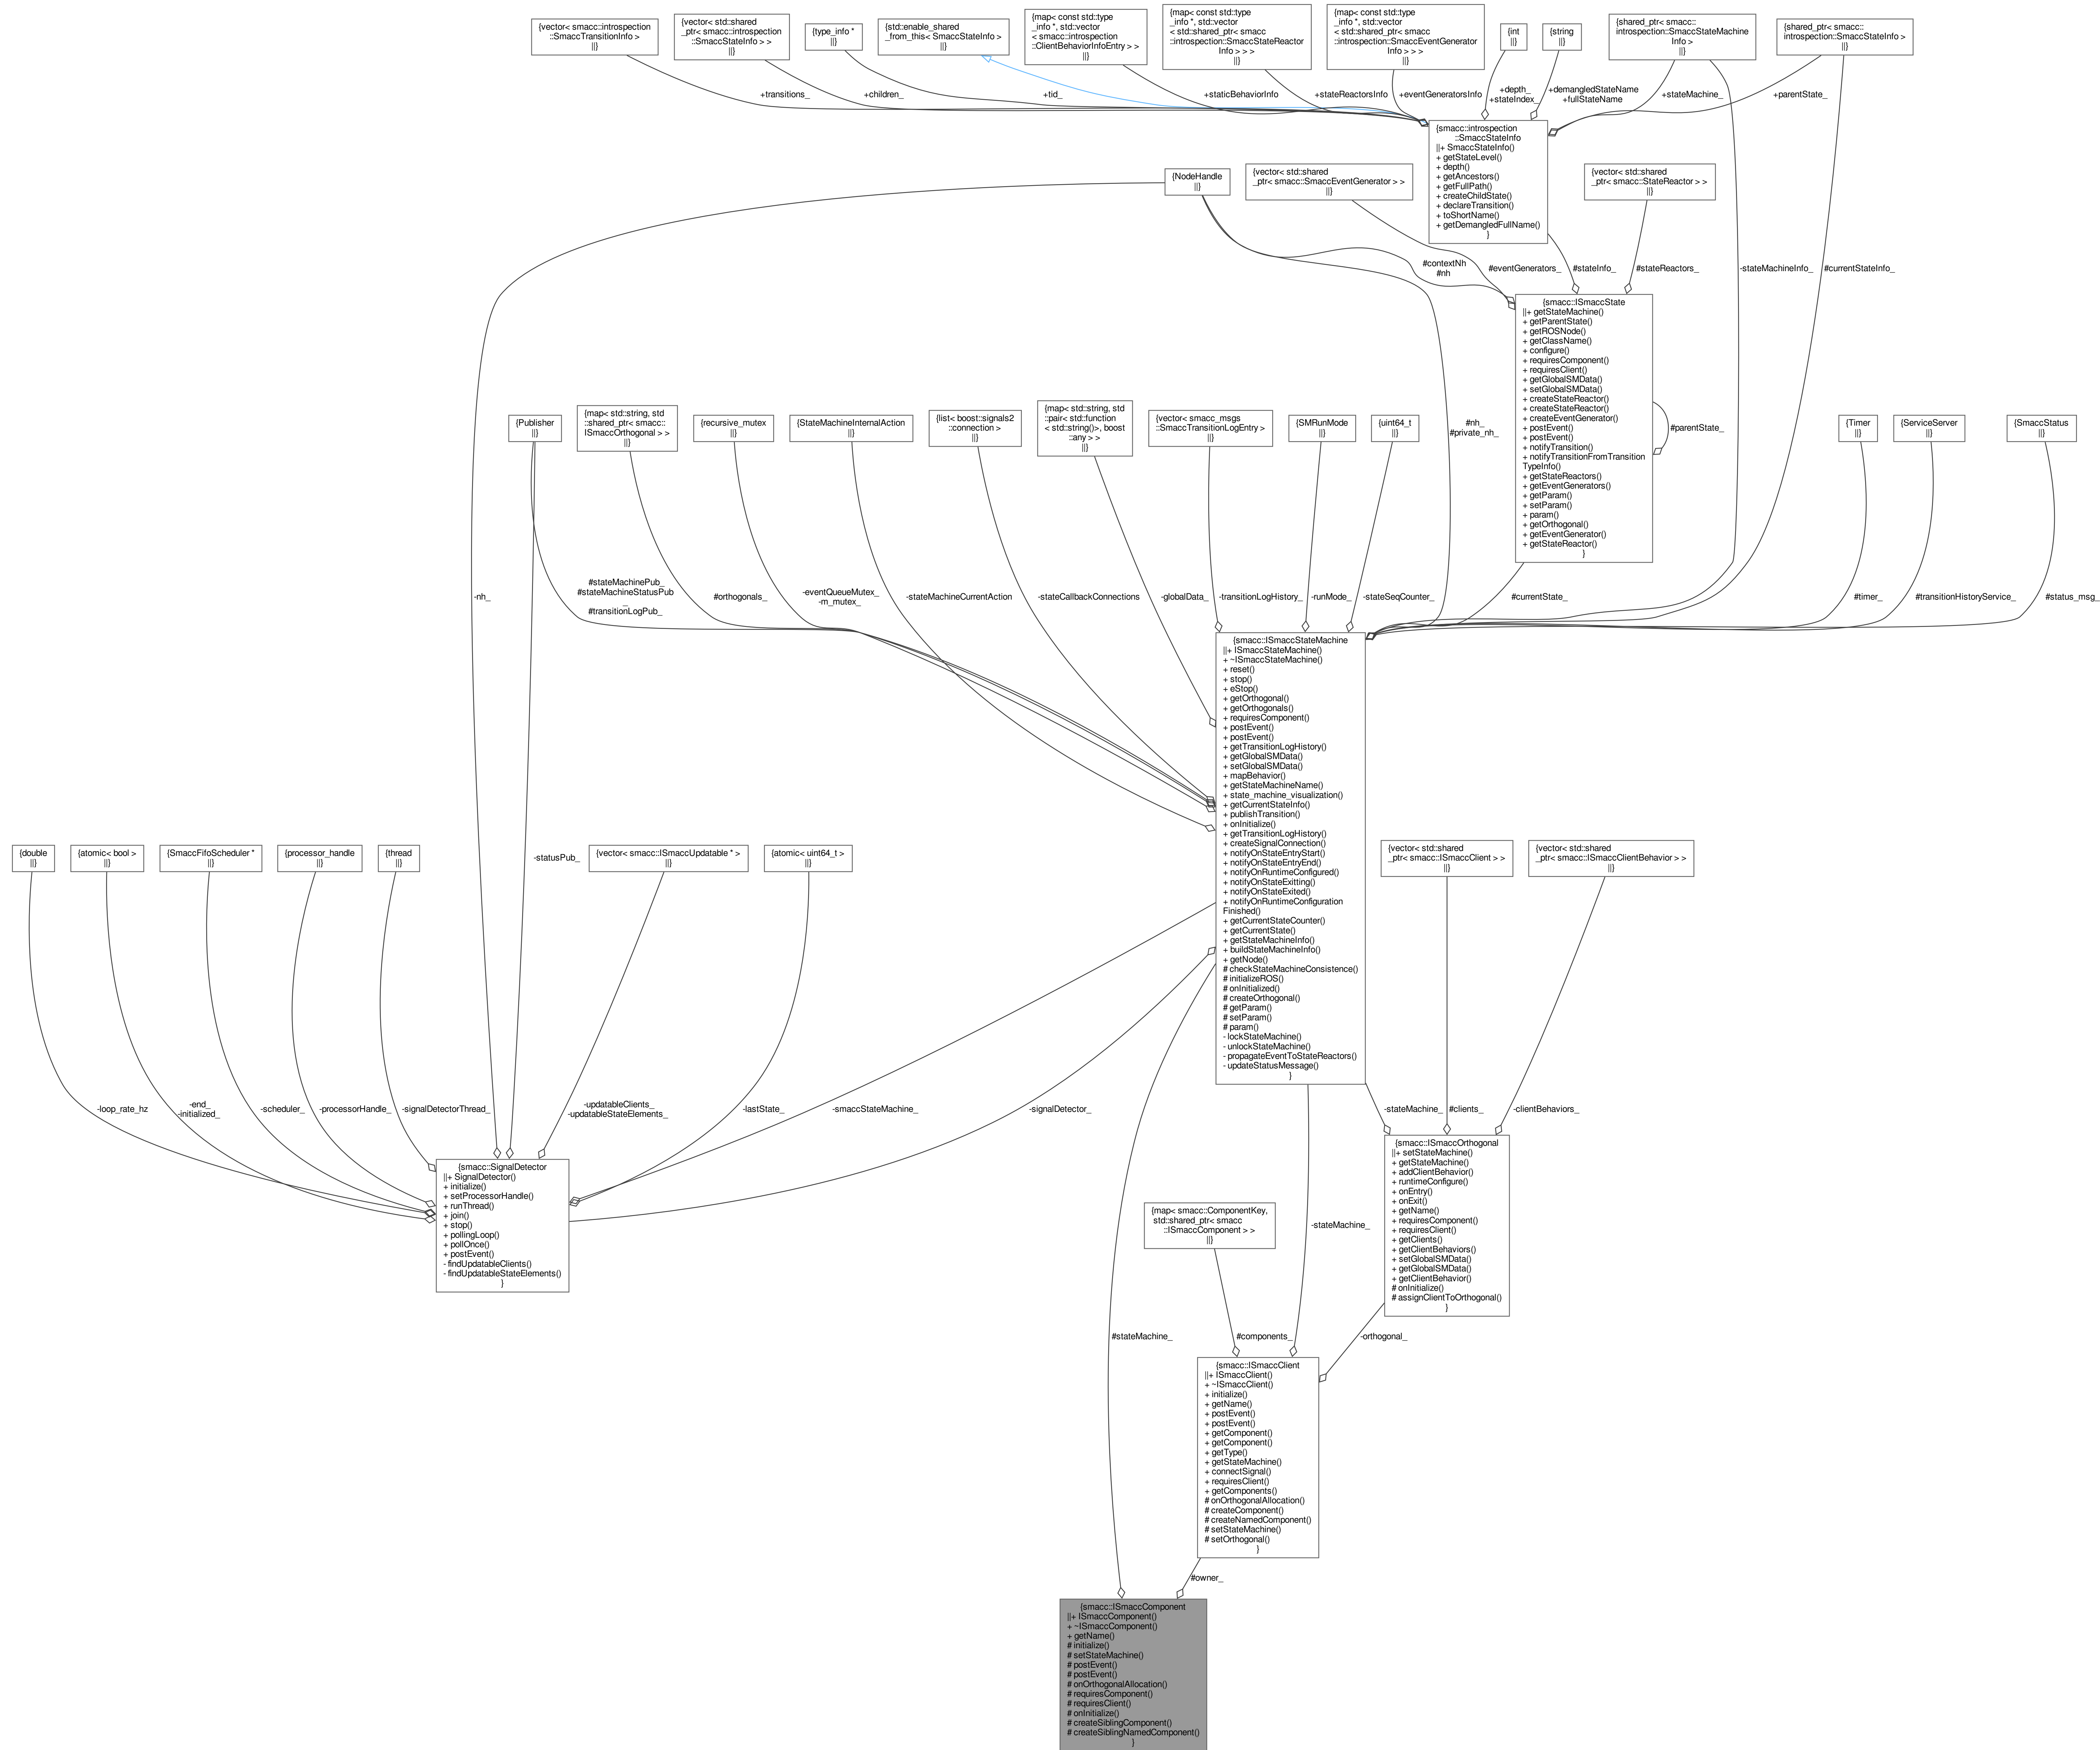 {vector< smacc::introspection
::SmaccTransitionInfo >
||}
{vector< std::shared
_ptr< smacc::introspection
::SmaccStateInfo > >
||}
{type_info *
||}
{std::enable_shared
_from_this< SmaccStateInfo >
||}
{map< const std::type
_info *, std::vector
< smacc::introspection
::ClientBehaviorInfoEntry > >
||}
{map< const std::type
_info *, std::vector
< std::shared_ptr< smacc
::introspection::SmaccStateReactor
Info > > >
||}
{map< const std::type
_info *, std::vector
< std::shared_ptr< smacc
::introspection::SmaccEventGenerator
Info > > >
||}
{int
||}
{string
||}
{shared_ptr< smacc::
introspection::SmaccStateMachine
Info >
||}
{shared_ptr< smacc::
introspection::SmaccStateInfo >
||}
+transitions_
+children_
+tid_
+staticBehaviorInfo
+stateReactorsInfo
+eventGeneratorsInfo
+depth_
+stateIndex_
+demangledStateName
+fullStateName
+stateMachine_
+parentState_
{smacc::introspection
::SmaccStateInfo
||+ SmaccStateInfo()
+ getStateLevel()
+ depth()
+ getAncestors()
+ getFullPath()
+ createChildState()
+ declareTransition()
+ toShortName()
+ getDemangledFullName()
}
{NodeHandle
||}
{vector< std::shared
_ptr< smacc::SmaccEventGenerator > >
||}
{vector< std::shared
_ptr< smacc::StateReactor > >
||}
#contextNh
#nh
#eventGenerators_
#stateInfo_
#stateReactors_
-stateMachineInfo_
#currentStateInfo_
{smacc::ISmaccState
||+ getStateMachine()
+ getParentState()
+ getROSNode()
+ getClassName()
+ configure()
+ requiresComponent()
+ requiresClient()
+ getGlobalSMData()
+ setGlobalSMData()
+ createStateReactor()
+ createStateReactor()
+ createEventGenerator()
+ postEvent()
+ postEvent()
+ notifyTransition()
+ notifyTransitionFromTransition
TypeInfo()
+ getStateReactors()
+ getEventGenerators()
+ getParam()
+ setParam()
+ param()
+ getOrthogonal()
+ getEventGenerator()
+ getStateReactor()
}
#parentState_
{Publisher
||}
{map< std::string, std
::shared_ptr< smacc::
ISmaccOrthogonal > >
||}
{recursive_mutex
||}
{StateMachineInternalAction
||}
{list< boost::signals2
::connection >
||}
{map< std::string, std
::pair< std::function
< std::string()>, boost
::any > >
||}
{vector< smacc_msgs
::SmaccTransitionLogEntry >
||}
{SMRunMode
||}
{uint64_t
||}
#nh_
#private_nh_
{Timer
||}
{ServiceServer
||}
{SmaccStatus
||}
-nh_
#stateMachinePub_
#stateMachineStatusPub
_
#transitionLogPub_
#orthogonals_
-eventQueueMutex_
-m_mutex_
-stateMachineCurrentAction
-stateCallbackConnections
-globalData_
-transitionLogHistory_
-runMode_
-stateSeqCounter_
#currentState_
#timer_
#transitionHistoryService_
#status_msg_
{smacc::ISmaccStateMachine
||+ ISmaccStateMachine()
+ ~ISmaccStateMachine()
+ reset()
+ stop()
+ eStop()
+ getOrthogonal()
+ getOrthogonals()
+ requiresComponent()
+ postEvent()
+ postEvent()
+ getTransitionLogHistory()
+ getGlobalSMData()
+ setGlobalSMData()
+ mapBehavior()
+ getStateMachineName()
+ state_machine_visualization()
+ getCurrentStateInfo()
+ publishTransition()
+ onInitialize()
+ getTransitionLogHistory()
+ createSignalConnection()
+ notifyOnStateEntryStart()
+ notifyOnStateEntryEnd()
+ notifyOnRuntimeConfigured()
+ notifyOnStateExitting()
+ notifyOnStateExited()
+ notifyOnRuntimeConfiguration
Finished()
+ getCurrentStateCounter()
+ getCurrentState()
+ getStateMachineInfo()
+ buildStateMachineInfo()
+ getNode()
# checkStateMachineConsistence()
# initializeROS()
# onInitialized()
# createOrthogonal()
# getParam()
# setParam()
# param()
- lockStateMachine()
- unlockStateMachine()
- propagateEventToStateReactors()
- updateStatusMessage()
}
{double
||}
{atomic< bool >
||}
{SmaccFifoScheduler *
||}
{processor_handle
||}
{thread
||}
-statusPub_
{vector< smacc::ISmaccUpdatable * >
||}
{atomic< uint64_t >
||}
{vector< std::shared
_ptr< smacc::ISmaccClient > >
||}
{vector< std::shared
_ptr< smacc::ISmaccClientBehavior > >
||}
-loop_rate_hz
-end_
-initialized_
-scheduler_
-processorHandle_
-signalDetectorThread_
-updatableClients_
-updatableStateElements_
-lastState_
-smaccStateMachine_
-signalDetector_
-stateMachine_
#clients_
-clientBehaviors_
{smacc::SignalDetector
||+ SignalDetector()
+ initialize()
+ setProcessorHandle()
+ runThread()
+ join()
+ stop()
+ pollingLoop()
+ pollOnce()
+ postEvent()
- findUpdatableClients()
- findUpdatableStateElements()
}
{smacc::ISmaccOrthogonal
||+ setStateMachine()
+ getStateMachine()
+ addClientBehavior()
+ runtimeConfigure()
+ onEntry()
+ onExit()
+ getName()
+ requiresComponent()
+ requiresClient()
+ getClients()
+ getClientBehaviors()
+ setGlobalSMData()
+ getGlobalSMData()
+ getClientBehavior()
# onInitialize()
# assignClientToOrthogonal()
}
{map< smacc::ComponentKey,
std::shared_ptr< smacc
::ISmaccComponent > >
||}
-stateMachine_
#stateMachine_
#components_
-orthogonal_
{smacc::ISmaccClient
||+ ISmaccClient()
+ ~ISmaccClient()
+ initialize()
+ getName()
+ postEvent()
+ postEvent()
+ getComponent()
+ getComponent()
+ getType()
+ getStateMachine()
+ connectSignal()
+ requiresClient()
+ getComponents()
# onOrthogonalAllocation()
# createComponent()
# createNamedComponent()
# setStateMachine()
# setOrthogonal()
}
#owner_
{smacc::ISmaccComponent
||+ ISmaccComponent()
+ ~ISmaccComponent()
+ getName()
# initialize()
# setStateMachine()
# postEvent()
# postEvent()
# onOrthogonalAllocation()
# requiresComponent()
# requiresClient()
# onInitialize()
# createSiblingComponent()
# createSiblingNamedComponent()
}